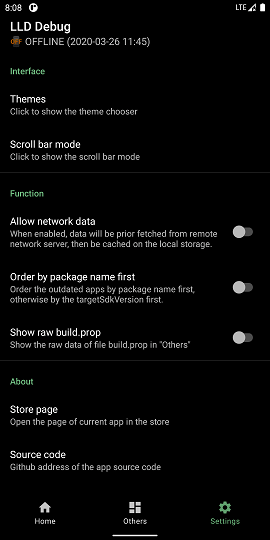 8:08
LTE
LLD Debug
OFFLINE (2020-03-26 11:45)
Interface
Themes
Click to show the theme chooser
Scroll bar mode
Click to show the scroll bar mode
Function
Allow network data
When enabled, data will be prior fetched from remote
network server, then be cached on the local storage.
Order by package name first
Order the outdated apps by package name first,
otherwise by the targetSdkVersion first.
Show raw build.prop
Show the raw data of file build.prop in "Others"
About
Store page
Open the page of current app in the store
Source code
Github address of the app source code
Home
Others
Settings